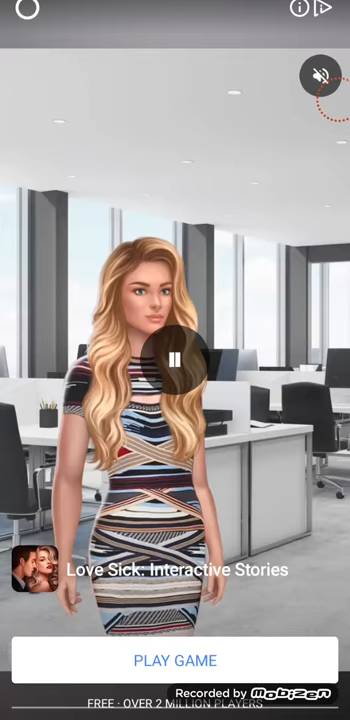 Love Sick: Interactive Stories
PLAY GAME
Recorded by Mobizen
FREE · OVER 2 MILLION PLAYERS